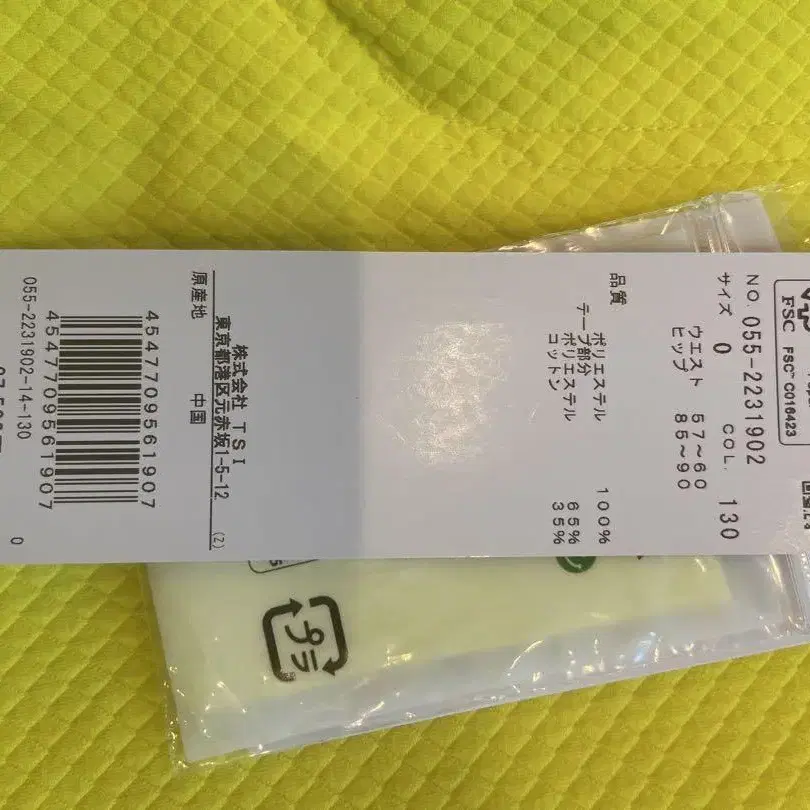 FSC
FSC™ C016423
NO. 055-2231902
サイズ 0 COL. 130
ウエスト 57～60
ヒップ 85～90
品質
ポリエステル 100%
テープ部分
ポリエステル 65%
コットン 35%
株式会社 TSI
東京都港区元赤坂1-5-12
(2)
原産地 中国
4547709561907
4547709561907
055-2231902-14-130
0
プラ